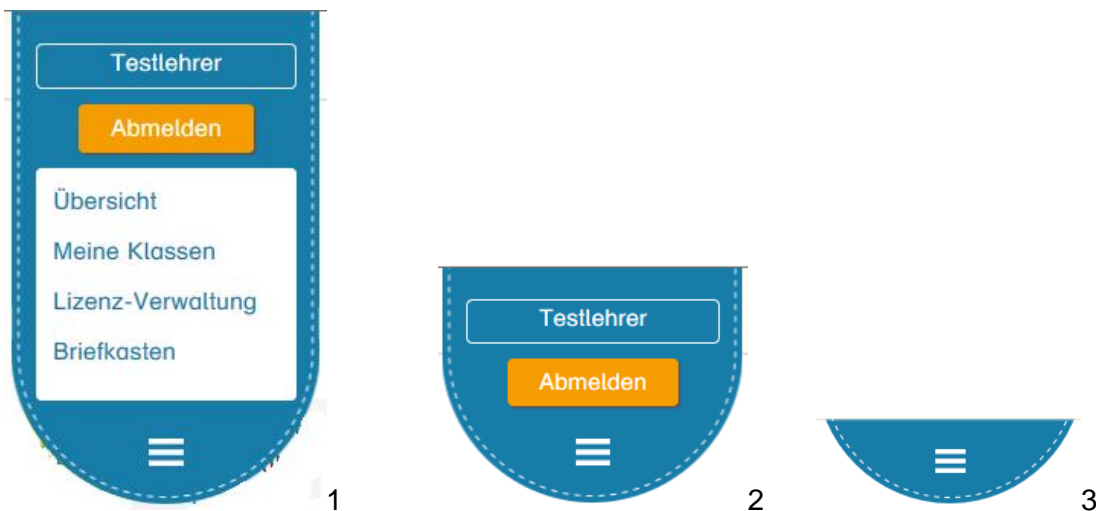 Testlehrer
Abmelden
Übersicht
Meine Klassen
Lizenz-Verwaltung
Briefkasten
1
Testlehrer
Abmelden
2
3